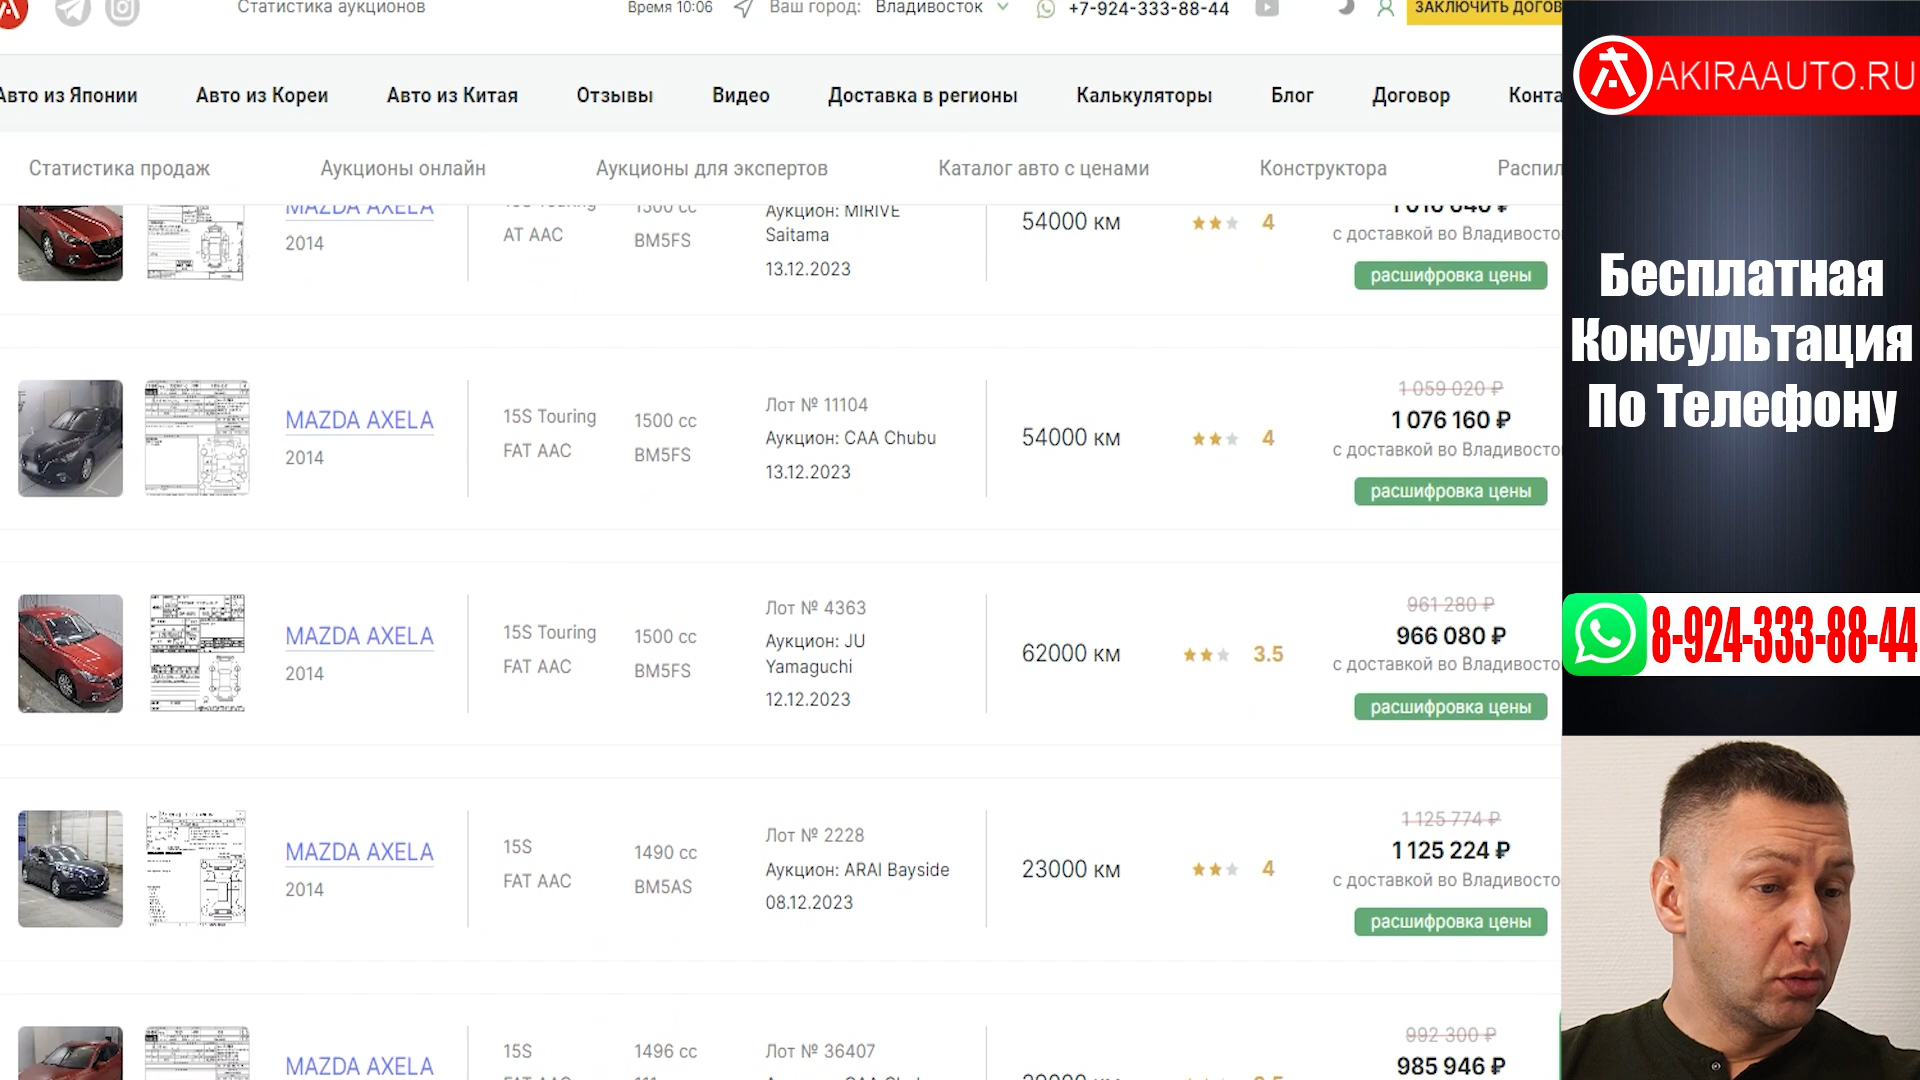 Статистика аукционов
Время 10:06
Ваш город: Владивосток
+7-924-333-88-44
ЗАКЛЮЧИТЬ ДОГОВ
Авто из Японии
Авто из Кореи
Авто из Китая
Отзывы
Видео
Доставка в регионы
Калькуляторы
Блог
Договор
Конта
Статистика продаж
Аукционы онлайн
Аукционы для экспертов
Каталог авто с ценами
Конструктора
Распил
MAZDA AXELA
2014
15S Touring
AT AAC
1500 cc
BM5FS
Аукцион: MIRIVE
Saitama
13.12.2023
54000 км
4
с доставкой во Владивосто
расшифровка цены
MAZDA AXELA
2014
15S Touring
FAT AAC
1500 cc
BM5FS
Лот № 11104
Аукцион: CAA Chubu
13.12.2023
54000 км
4
1 059 020 ₽
1 076 160 ₽
с доставкой во Владивосто
расшифровка цены
MAZDA AXELA
2014
15S Touring
FAT AAC
1500 cc
BM5FS
Лот № 4363
Аукцион: JU
Yamaguchi
12.12.2023
62000 км
3.5
961 280 ₽
966 080 ₽
с доставкой во Владивосто
расшифровка цены
MAZDA AXELA
2014
15S
FAT AAC
1490 cc
BM5AS
Лот № 2228
Аукцион: ARAI Bayside
08.12.2023
23000 км
4
1 125 774 ₽
1 125 224 ₽
с доставкой во Владивосто
расшифровка цены
MAZDA AXELA
15S
1496 cc
Лот № 36407
992 300 ₽
985 946 ₽
AKIRAAUTO.RU
Бесплатная
Консультация
По Телефону
8-924-333-88-44